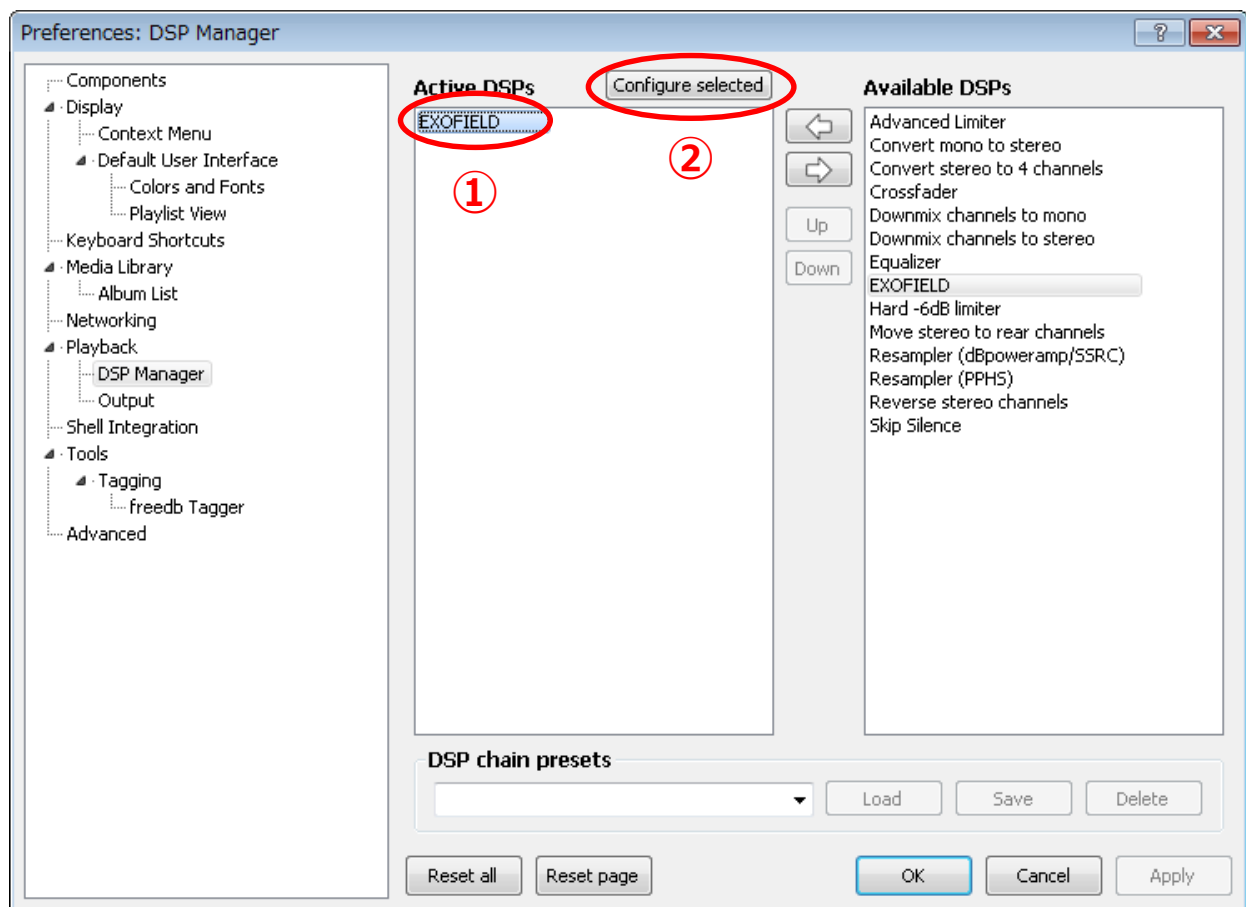 Preferences: DSP Manager
?
Components
Display
Context Menu
Default User Interface
Colors and Fonts
Playlist View
Keyboard Shortcuts
Media Library
Album List
Networking
Playback
DSP Manager
Output
Shell Integration
Tools
Tagging
freedb Tagger
Advanced
Active DSPs
Configure selected
EXOFIELD
①
②
Up
Down
Available DSPs
Advanced Limiter
Convert mono to stereo
Convert stereo to 4 channels
Crossfader
Downmix channels to mono
Downmix channels to stereo
Equalizer
EXOFIELD
Hard -6dB limiter
Move stereo to rear channels
Resampler (dBpoweramp/SSRC)
Resampler (PPHS)
Reverse stereo channels
Skip Silence
DSP chain presets
Load
Save
Delete
Reset all
Reset page
OK
Cancel
Apply